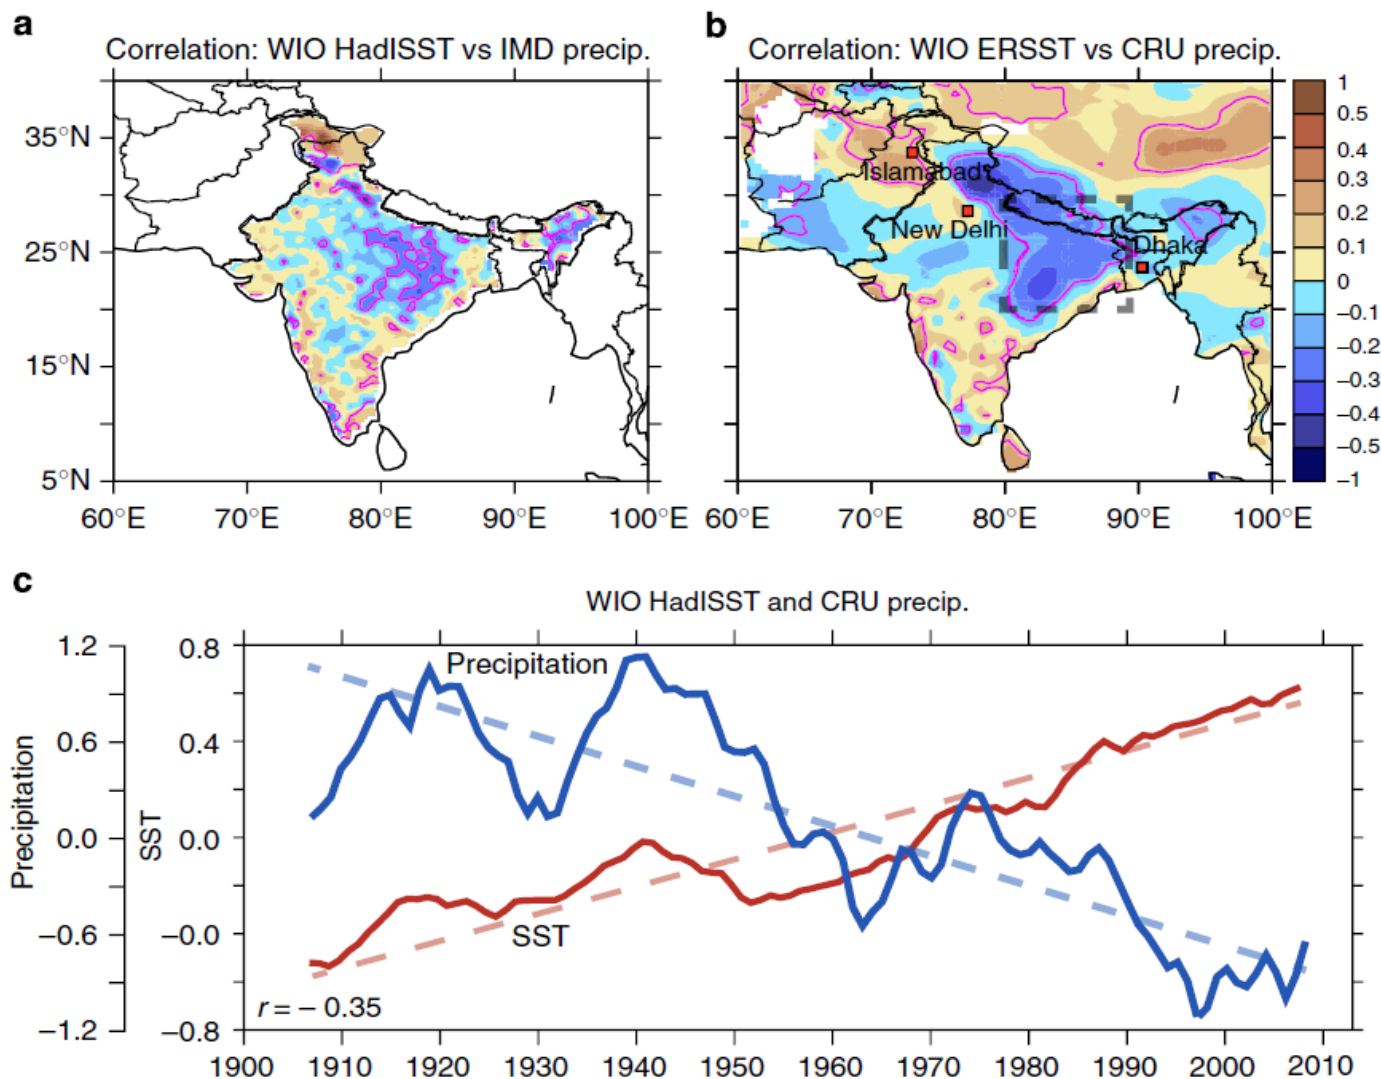 a
Correlation: WIO HadISST vs IMD precip.
35°N
25°N
15°N
5°N
60°E 70°E 80°E 90°E 100°E
b
Correlation: WIO ERSST vs CRU precip.
Islamabad
New Delhi
Dhaka
60°E 70°E 80°E 90°E 100°E
1
0.5
0.4
0.3
0.2
0.1
0
−0.1
−0.2
−0.3
−0.4
−0.5
−1
c
WIO HadISST and CRU precip.
Precipitation
1.2
0.6
0.0
−0.6
−1.2
SST
0.8
0.4
0.0
−0.0
−0.8
Precipitation
SST
r = − 0.35
1900 1910 1920 1930 1940 1950 1960 1970 1980 1990 2000 2010